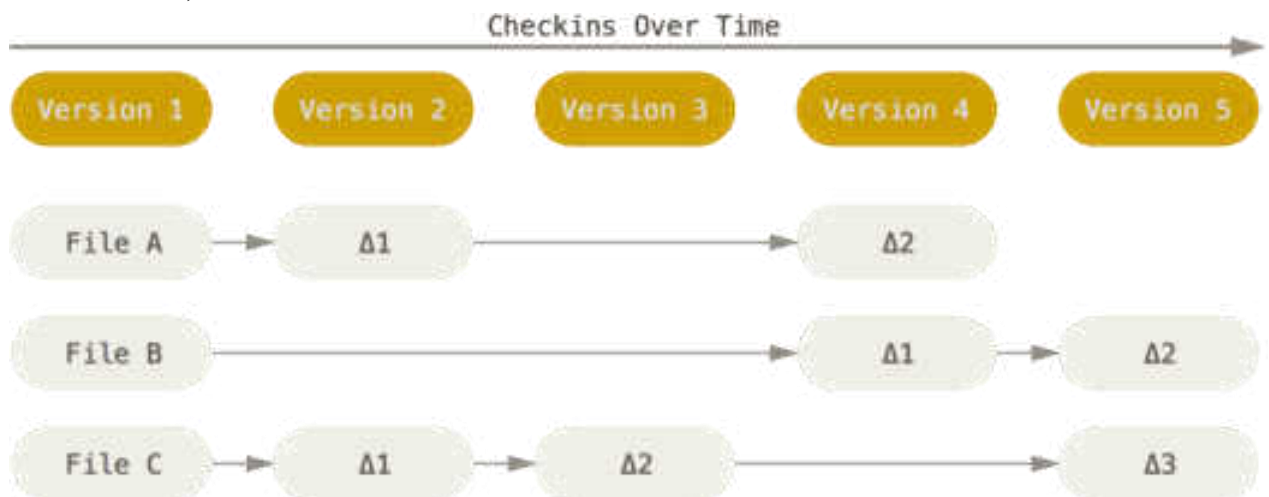 Checkins Over Time
Version 1 Version 2 Version 3 Version 4 Version 5
File A Δ1 Δ2
File B Δ1 Δ2
File C Δ1 Δ2 Δ3